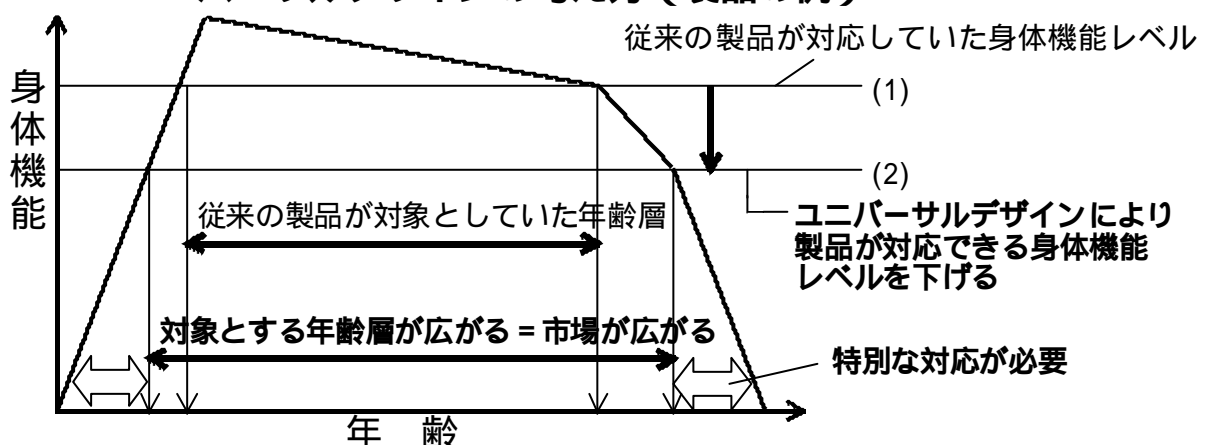 従来の製品が対応していた身体機能レベル
(1)
身体機能
(2)
従来の製品が対象としていた年齢層
ユニバーサルデザインにより
製品が対応できる身体機能
レベルを下げる
対象とする年齢層が広がる=市場が広がる
特別な対応が必要
年 齢